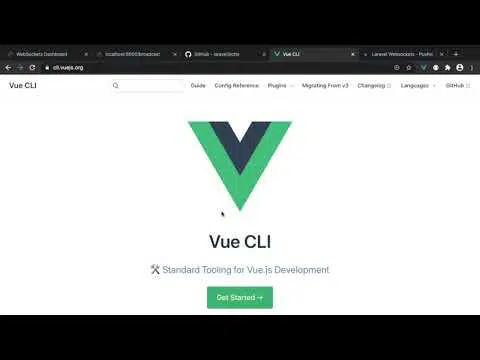 WebSockets Dashboard
localhost:8000/broadcast
GitHub - laravel/echo
Vue CLI
Laravel Websockets - Pusher
cli.vuejs.org
Vue CLI
Guide Config Reference Plugins Migrating From v3 Changelog Languages GitHub
Vue CLI
🛠️ Standard Tooling for Vue.js Development
Get Started →